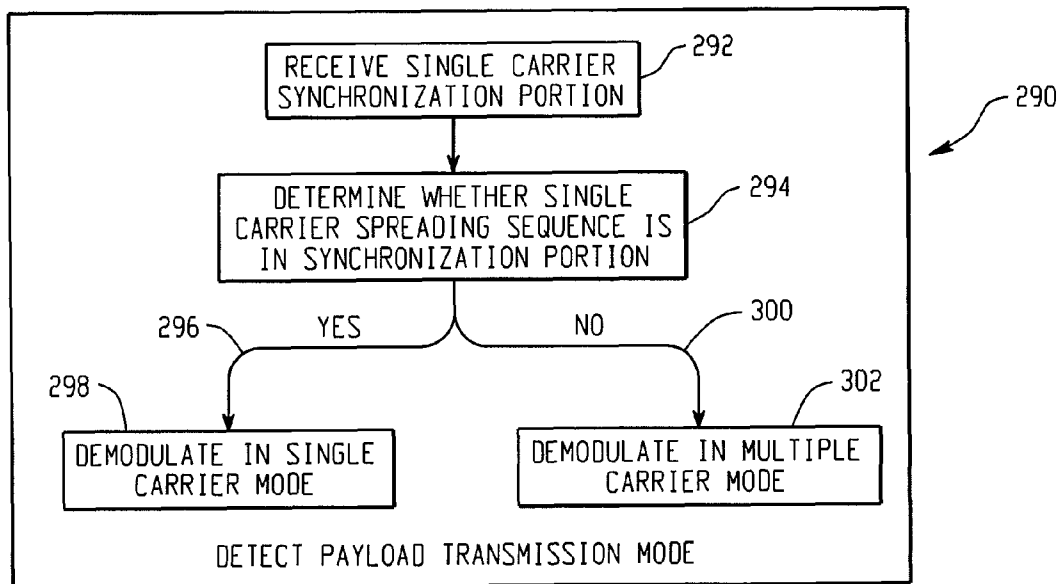 RECEIVE SINGLE CARRIER
SYNCHRONIZATION PORTION
292
290
DETERMINE WHETHER SINGLE
CARRIER SPREADING SEQUENCE IS
IN SYNCHRONIZATION PORTION
294
296
YES
NO
300
298
302
DEMODULATE IN SINGLE
CARRIER MODE
DEMODULATE IN MULTIPLE
CARRIER MODE
DETECT PAYLOAD TRANSMISSION MODE